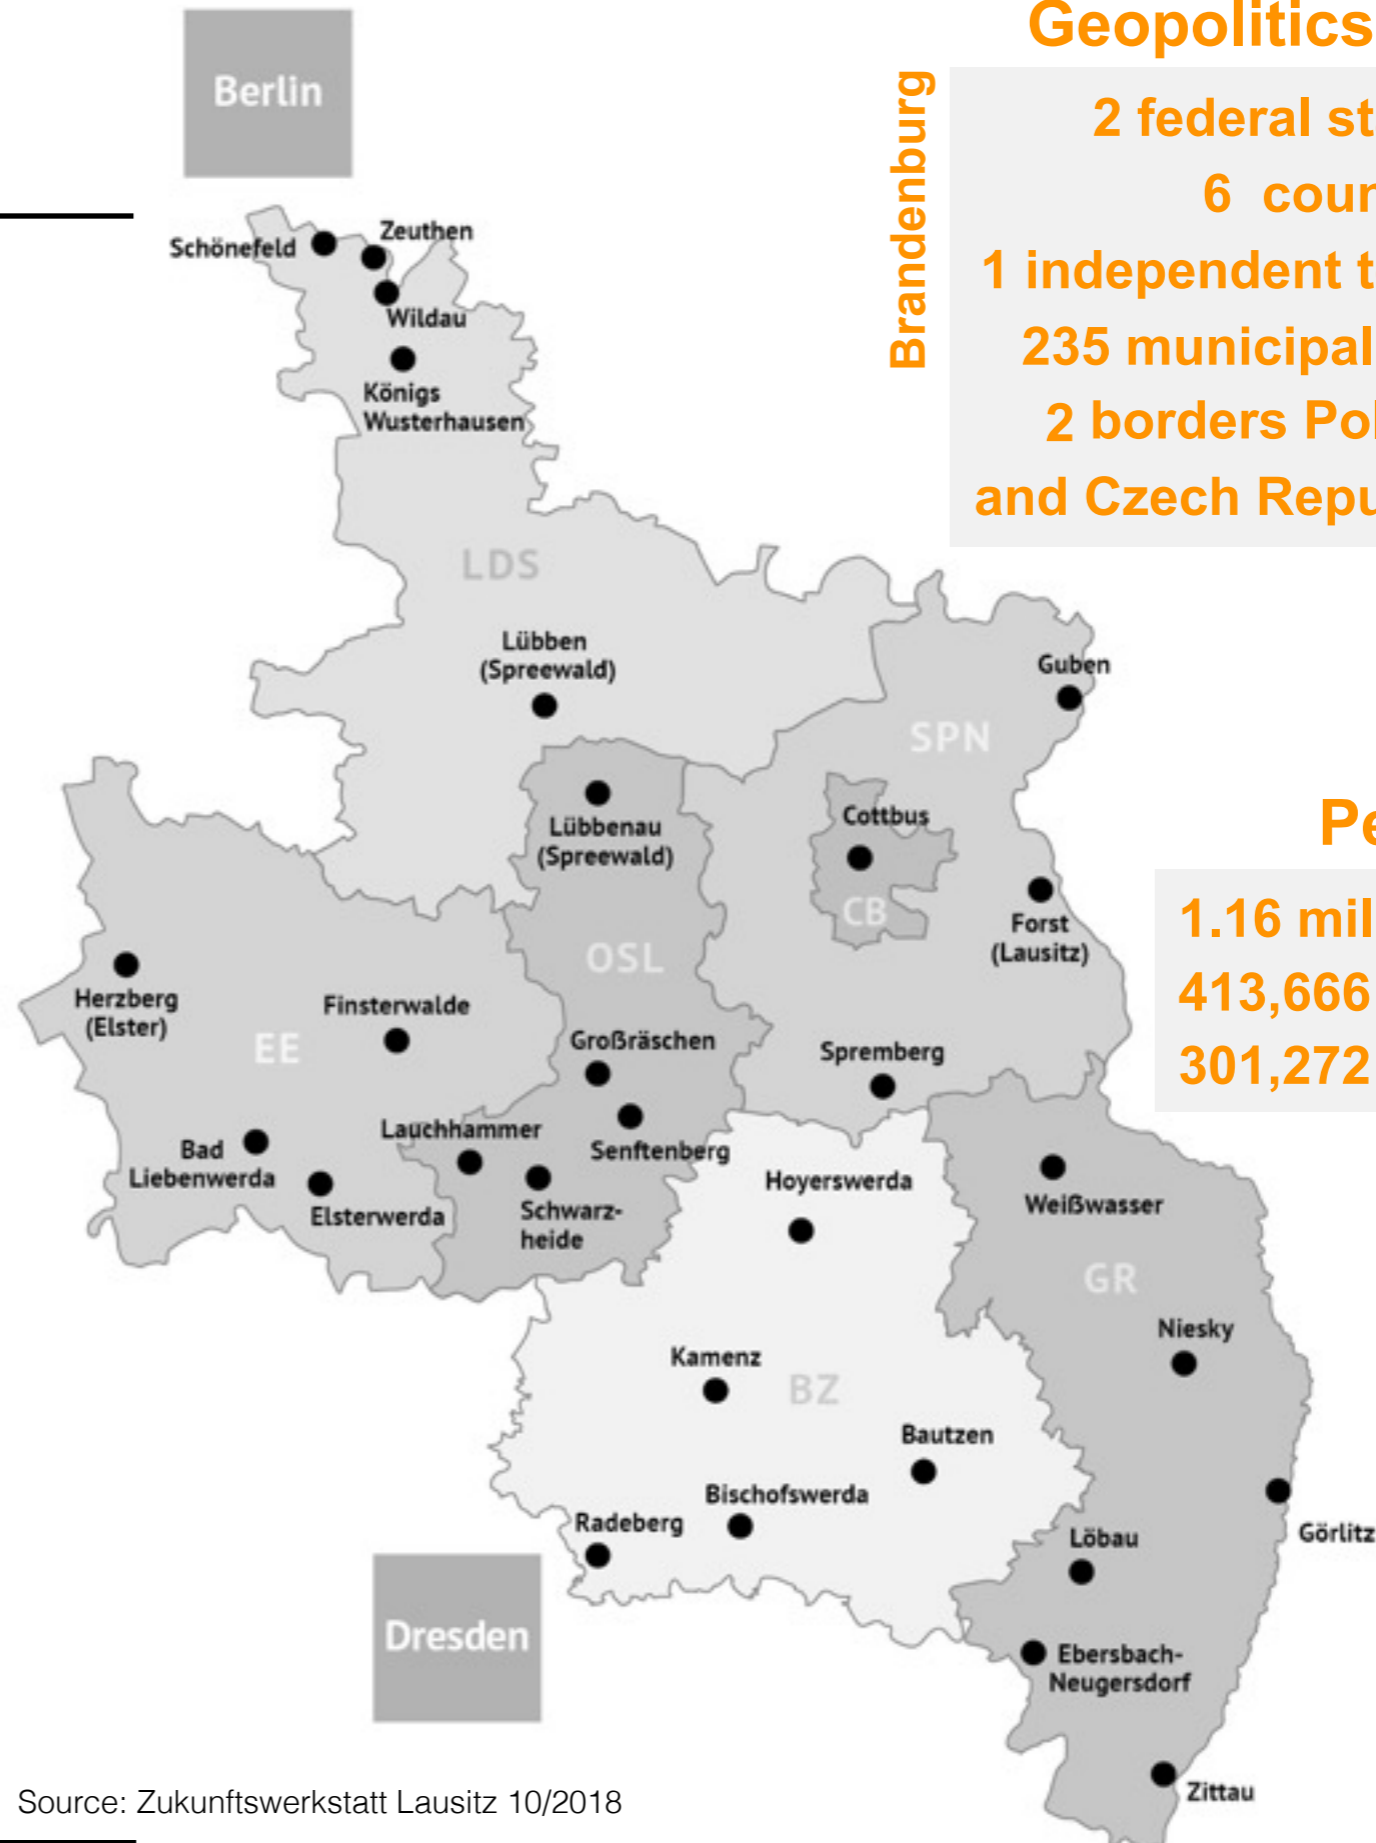 Geopolitics
Berlin
Brandenburg
2 federal st
6 coun
1 independent t
235 municipal
2 borders Pol
and Czech Repu
Schönefeld
Zeuthen
Wildau
Königs
Wusterhausen
LDS
Lübben
(Spreewald)
Guben
SPN
Pe
Cottbus
Lübbenau
(Spreewald)
CB
1.16 mil
413,666
301,272
Forst
(Lausitz)
OSL
Herzberg
(Elster)
Finsterwalde
EE
Großräschen
Spremberg
Lauchhammer
Senftenberg
Bad
Liebenwerda
Elsterwerda
Schwarz-
heide
Hoyerswerda
Weißwasser
GR
Niesky
Kamenz
BZ
Bautzen
Bischofswerda
Radeberg
Görlitz
Löbau
Dresden
Ebersbach-
Neugersdorf
Zittau
Source: Zukunftswerkstatt Lausitz 10/2018